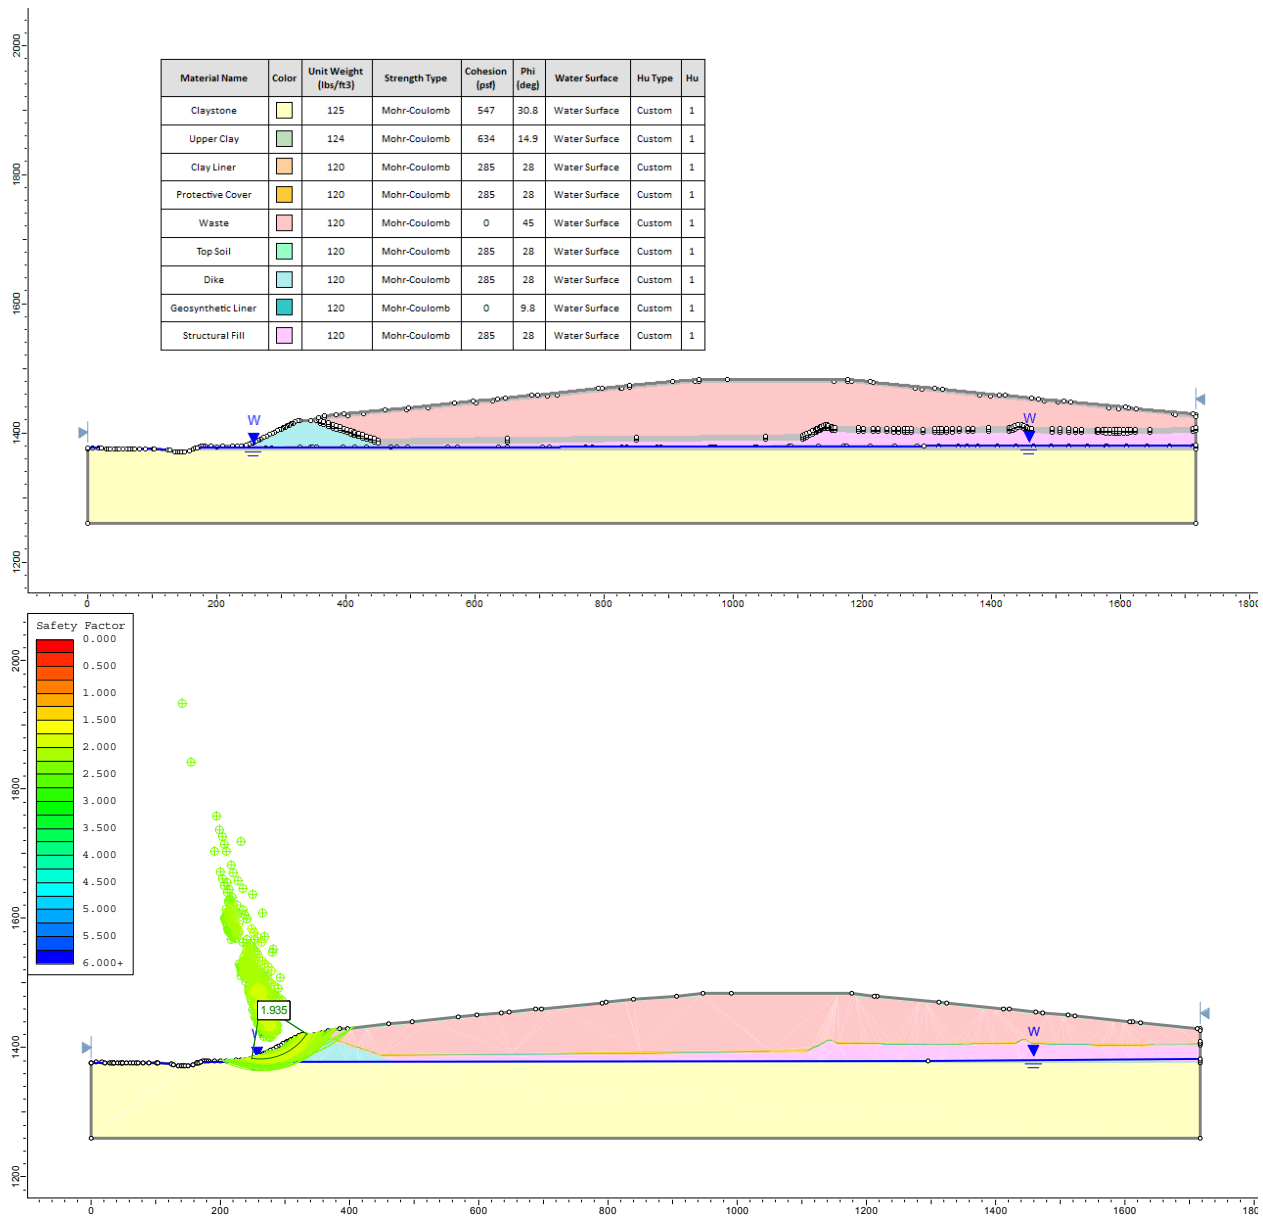 2000
1800
1600
1400
1200
Material Name Color Unit Weight (lbs/ft3) Strength Type Cohesion (psf) Phi (deg) Water Surface Hu Type Hu
Claystone 125 Mohr-Coulomb 547 30.8 Water Surface Custom 1
Upper Clay 124 Mohr-Coulomb 634 14.9 Water Surface Custom 1
Clay Liner 120 Mohr-Coulomb 285 28 Water Surface Custom 1
Protective Cover 120 Mohr-Coulomb 285 28 Water Surface Custom 1
Waste 120 Mohr-Coulomb 0 45 Water Surface Custom 1
Top Soil 120 Mohr-Coulomb 285 28 Water Surface Custom 1
Dike 120 Mohr-Coulomb 285 28 Water Surface Custom 1
Geosynthetic Liner 120 Mohr-Coulomb 0 9.8 Water Surface Custom 1
Structural Fill 120 Mohr-Coulomb 285 28 Water Surface Custom 1
W W
0 200 400 600 800 1000 1200 1400 1600 1800
Safety Factor
0.000
0.500
1.000
1.500
2.000
2.500
3.000
3.500
4.000
4.500
5.000
5.500
6.000+
2000
1800
1600
1400
1200
1.935
W
0 200 400 600 800 1000 1200 1400 1600